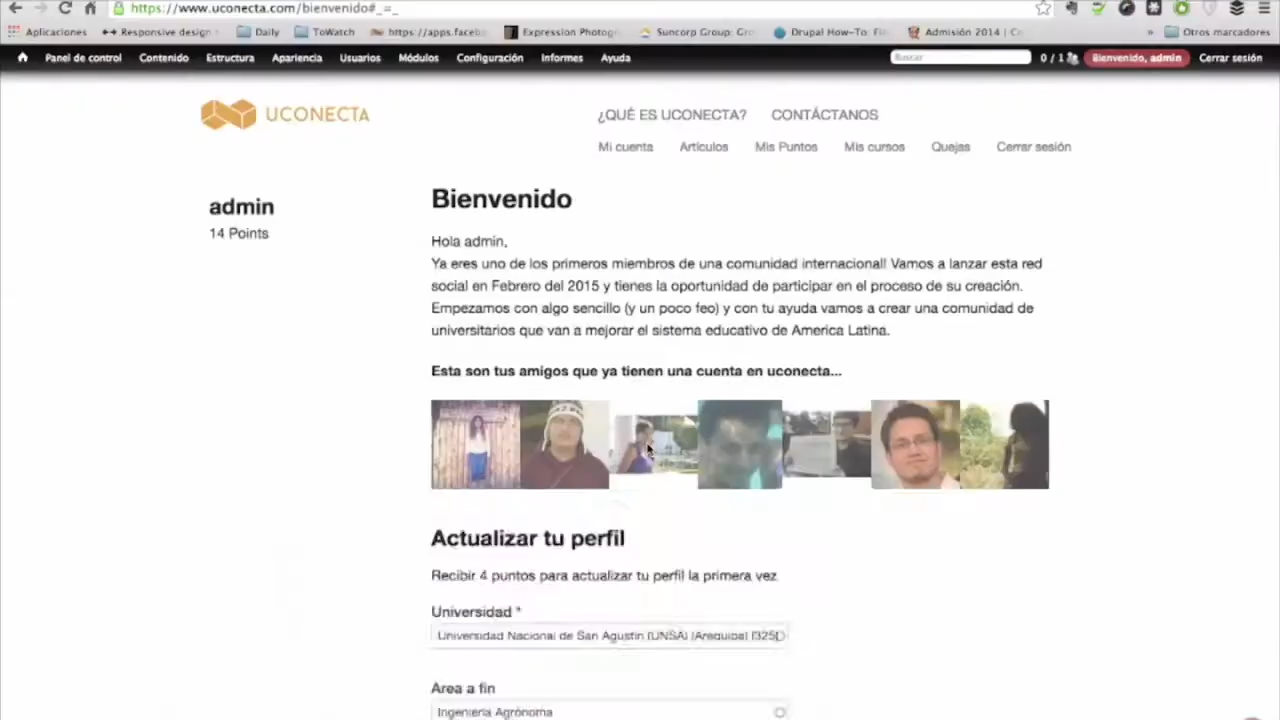 https://www.uconecta.com/bienvenido#_=_
Aplicaciones Responsive design Daily ToWatch https://apps.faceb Expression Photog Suncorp Group: Gr Drupal How-To: Fi Admisión 2014 | C » Otros marcadores
Panel de control Contenido Estructura Apariencia Usuarios Módulos Configuración Informes Ayuda Buscar 0 / 1 Bienvenido, admin Cerrar sesión
UCONECTA
¿QUÉ ES UCONECTA? CONTÁCTANOS
Mi cuenta Artículos Mis Puntos Mis cursos Quejas Cerrar sesión
admin
14 Points
Bienvenido
Hola admin,
Ya eres uno de los primeros miembros de una comunidad internacional! Vamos a lanzar esta red
social en Febrero del 2015 y tienes la oportunidad de participar en el proceso de su creación.
Empezamos con algo sencillo (y un poco feo) y con tu ayuda vamos a crear una comunidad de
universitarios que van a mejorar el sistema educativo de America Latina.
Esta son tus amigos que ya tienen una cuenta en uconecta...
Actualizar tu perfil
Recibir 4 puntos para actualizar tu perfil la primera vez
Universidad *
Universidad Nacional de San Agustín (UNSA) (Arequipa) [325]
Area a fin
Ingeniería Agrónoma